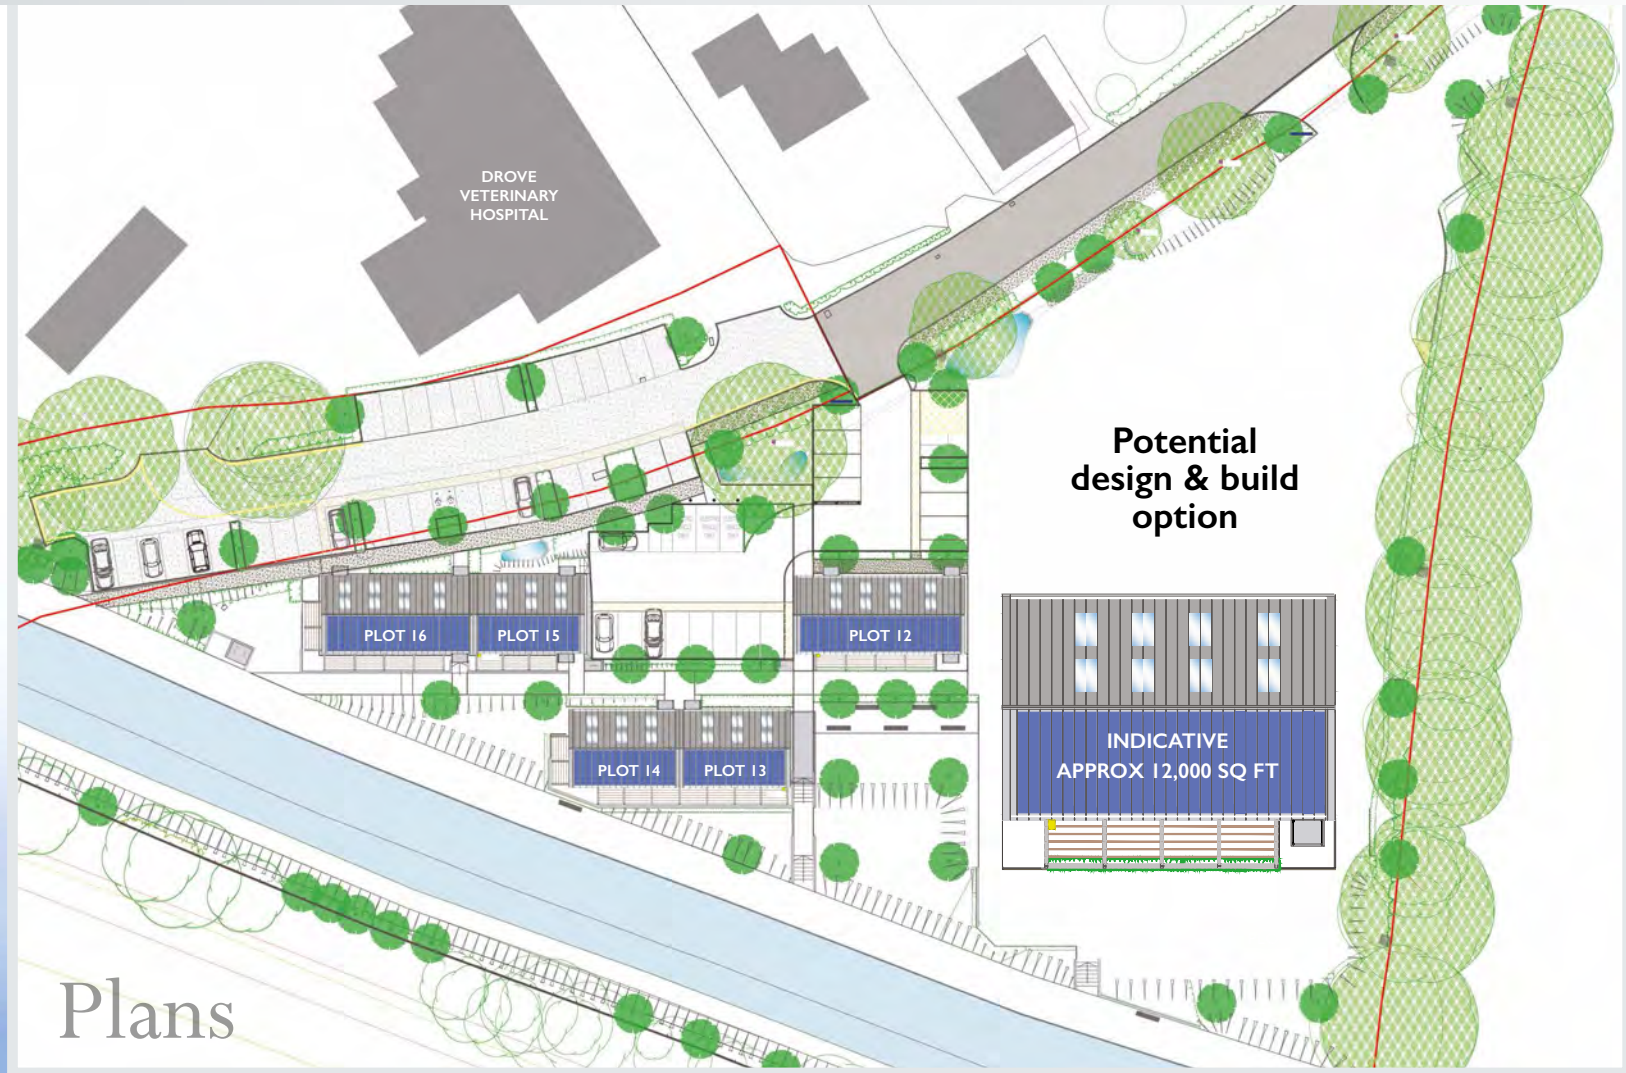 DROVE
VETERINARY
HOSPITAL
Potential
design & build
option
PLOT 16
PLOT 15
PLOT 12
PLOT 14
PLOT 13
INDICATIVE
APPROX 12,000 SQ FT
Plans